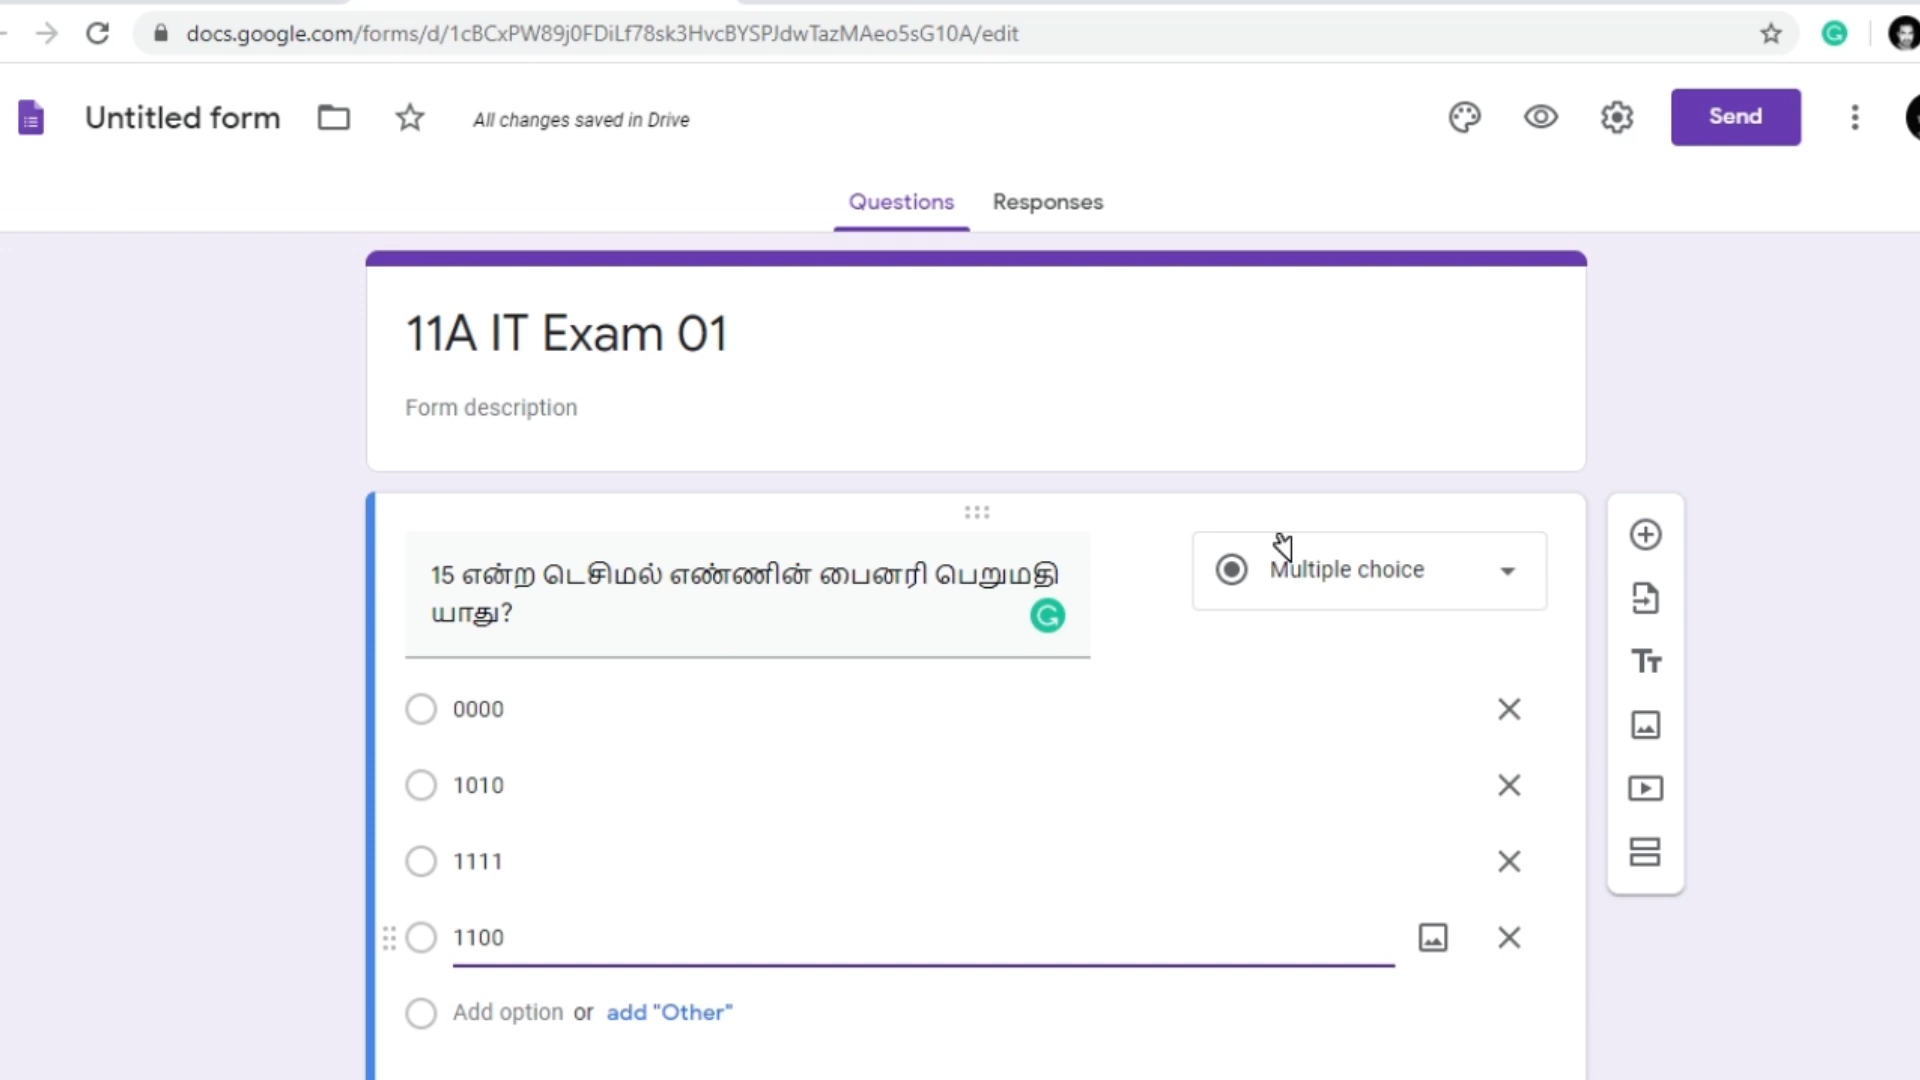 docs.google.com/forms/d/1cBCxPW89j0FDiLf78sk3HvcBYSPJdwTazMAeo5sG10A/edit
Untitled form
All changes saved in Drive
Send
Questions
Responses
11A IT Exam 01
Form description
15 என்ற டெசிமல் எண்ணின் பைனரி பெறுமதி
யாது?
Multiple choice
0000
1010
1111
1100
Add option or add "Other"